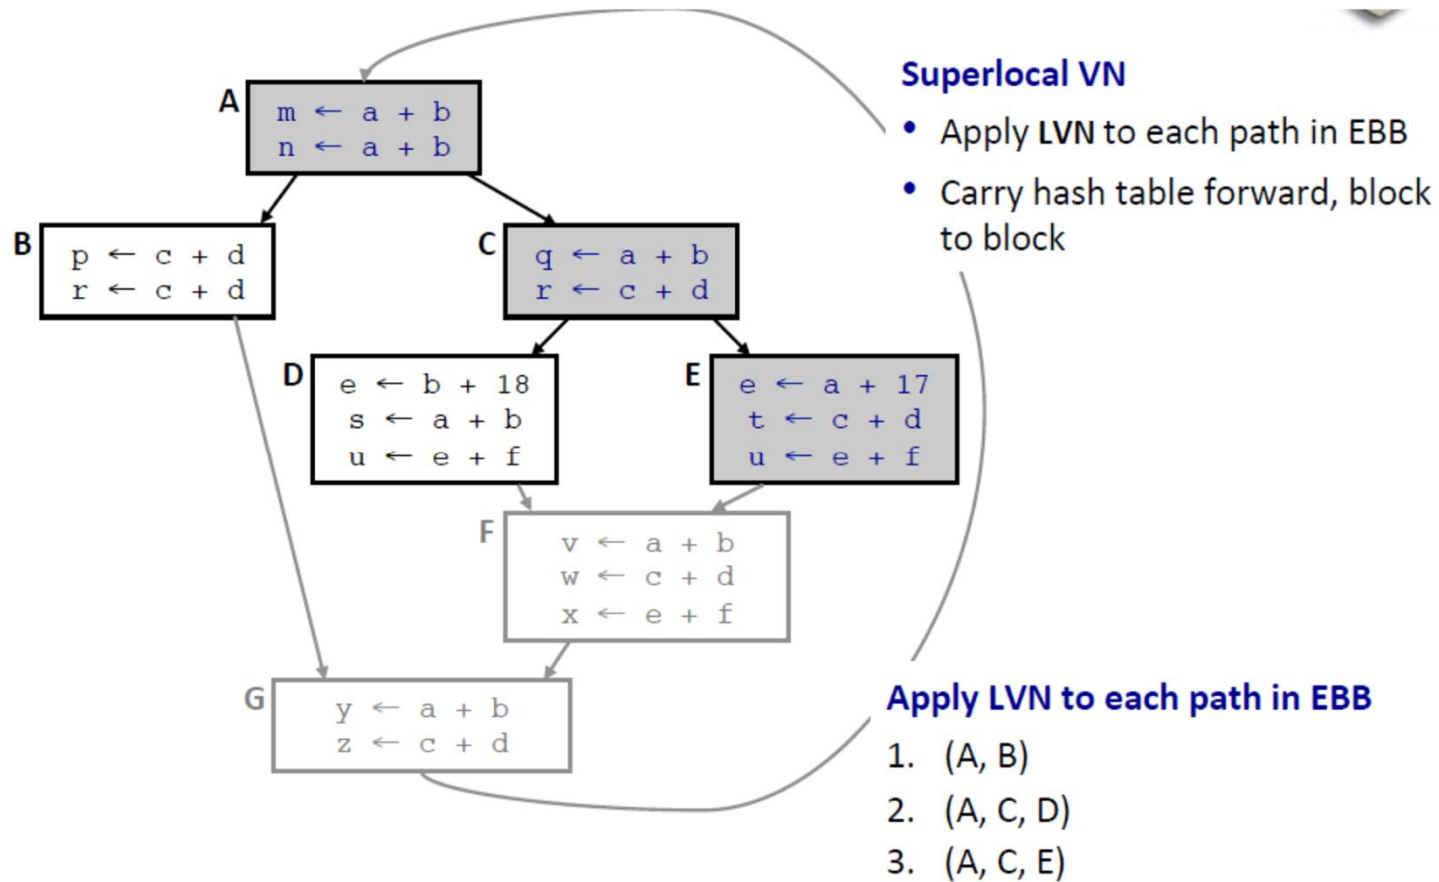 A
m ← a + b
n ← a + b
B
p ← c + d
r ← c + d
C
q ← a + b
r ← c + d
D
e ← b + 18
s ← a + b
u ← e + f
E
e ← a + 17
t ← c + d
u ← e + f
F
v ← a + b
w ← c + d
x ← e + f
G
y ← a + b
z ← c + d
Superlocal VN
• Apply LVN to each path in EBB
• Carry hash table forward, block
to block
Apply LVN to each path in EBB
1. (A, B)
2. (A, C, D)
3. (A, C, E)